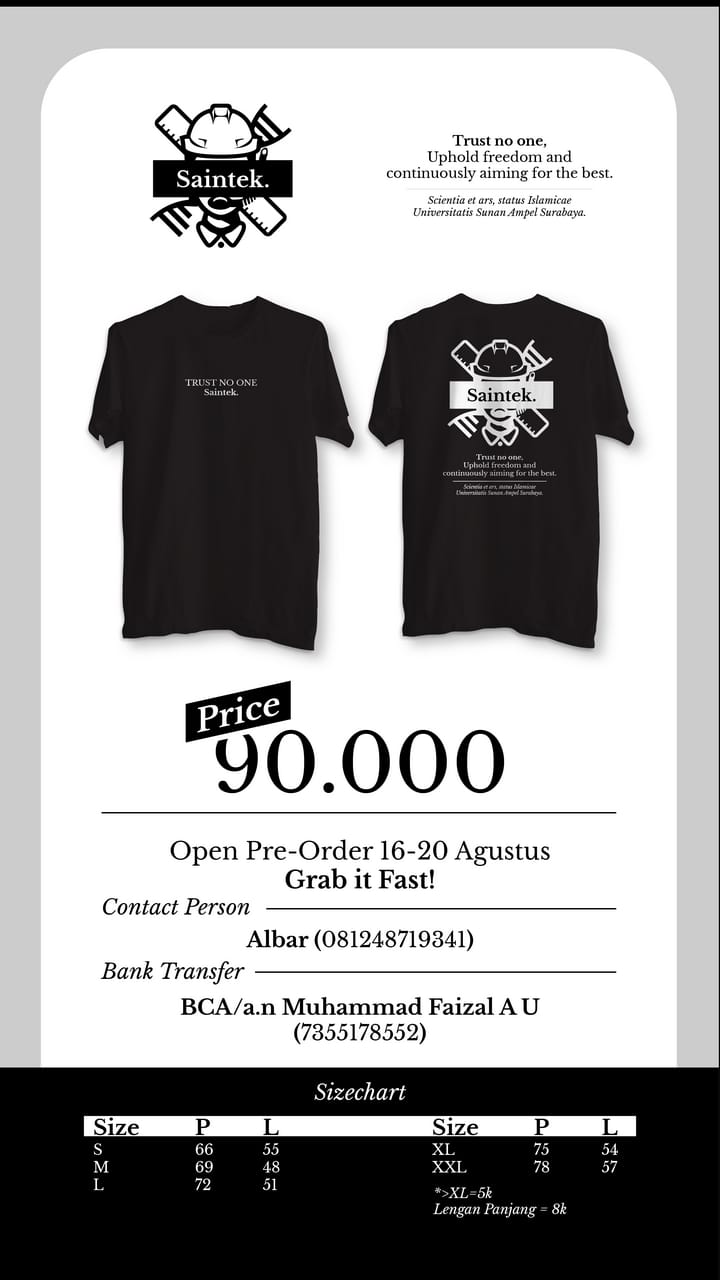 Saintek.
Trust no one,
Uphold freedom and
continuously aiming for the best.
Scientia et ars, status Islamicae
Universitatis Sunan Ampel Surabaya.
TRUST NO ONE
Saintek.
Saintek.
Trust no one,
Uphold freedom and
continuously aiming for the best.
Scientia et ars, status Islamicae
Universitatis Sunan Ampel Surabaya.
Price
90.000
Open Pre-Order 16-20 Agustus
Grab it Fast!
Contact Person
Albar (081248719341)
Bank Transfer
BCA/a.n Muhammad Faizal A U
(7355178552)
Sizechart
Size P L
S 66 55
M 69 48
L 72 51
Size P L
XL 75 54
XXL 78 57
*>XL=5k
Lengan Panjang = 8k